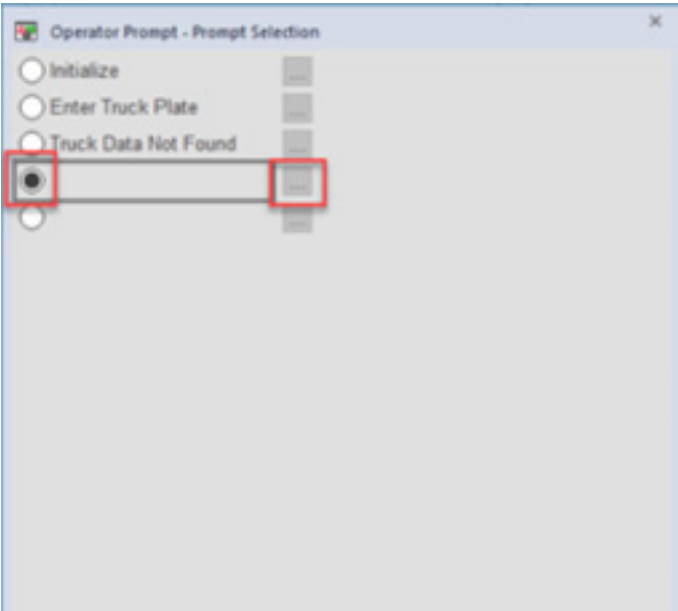 Operator Prompt - Prompt Selection
Initialize ...
Enter Truck Plate ...
Truck Data Not Found ...
...
...